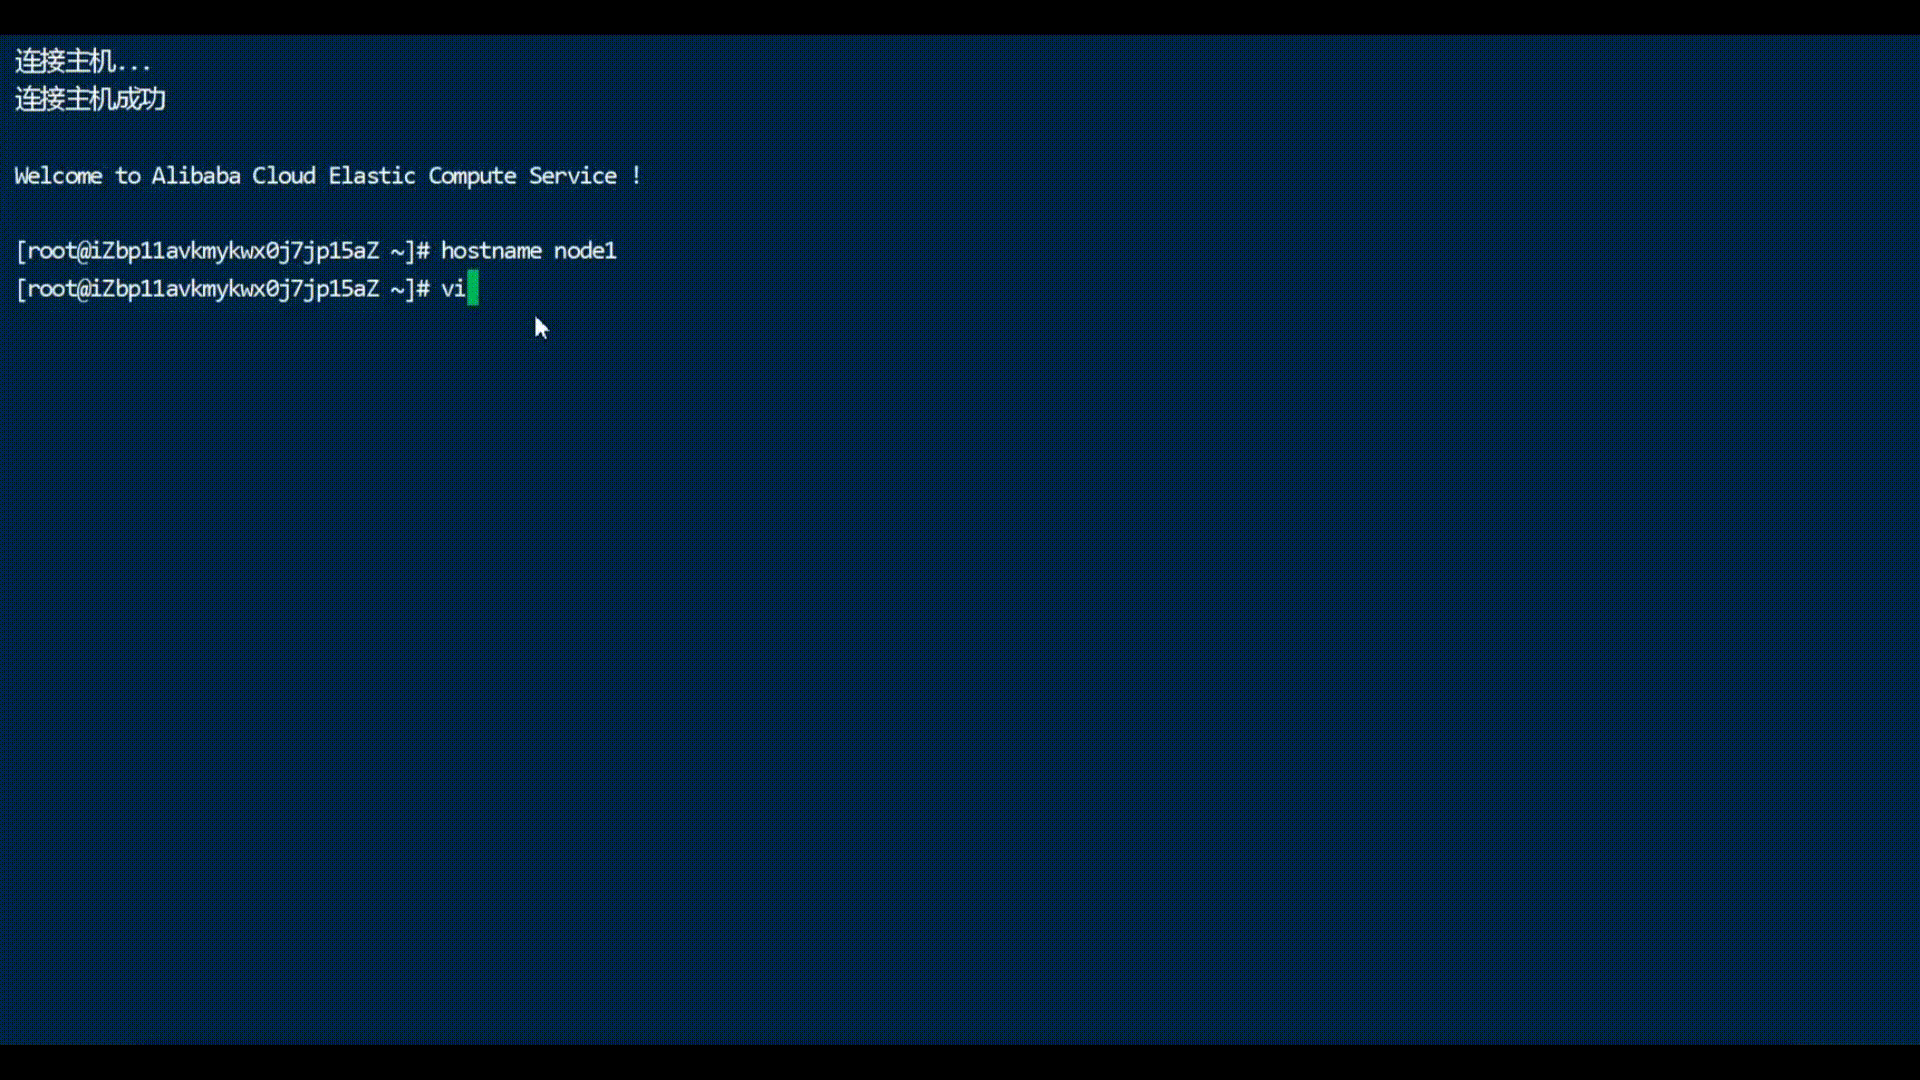 连接主机...
连接主机成功
Welcome to Alibaba Cloud Elastic Compute Service !
[root@iZbp11avkmykwx0j7jp15aZ ~]# hostname node1
[root@iZbp11avkmykwx0j7jp15aZ ~]# vi